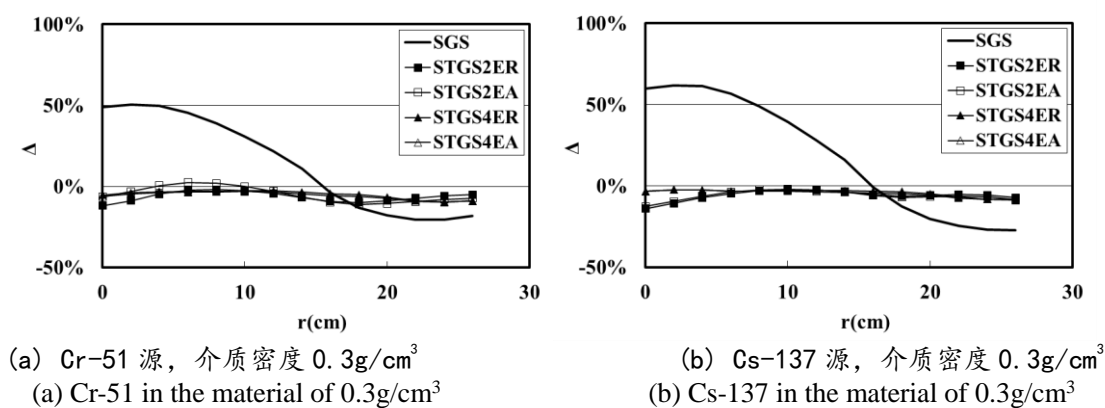 100%
50%
0%
-50%
Δ
0
10
20
30
r(cm)
SGS
STGS2ER
STGS2EA
STGS4ER
STGS4EA
100%
50%
0%
-50%
Δ
0
10
20
30
r(cm)
SGS
STGS2ER
STGS2EA
STGS4ER
STGS4EA
(a) Cr-51 源，介质密度 0.3g/cm³
(b) Cs-137 源，介质密度 0.3g/cm³
(a) Cr-51 in the material of 0.3g/cm³
(b) Cs-137 in the material of 0.3g/cm³